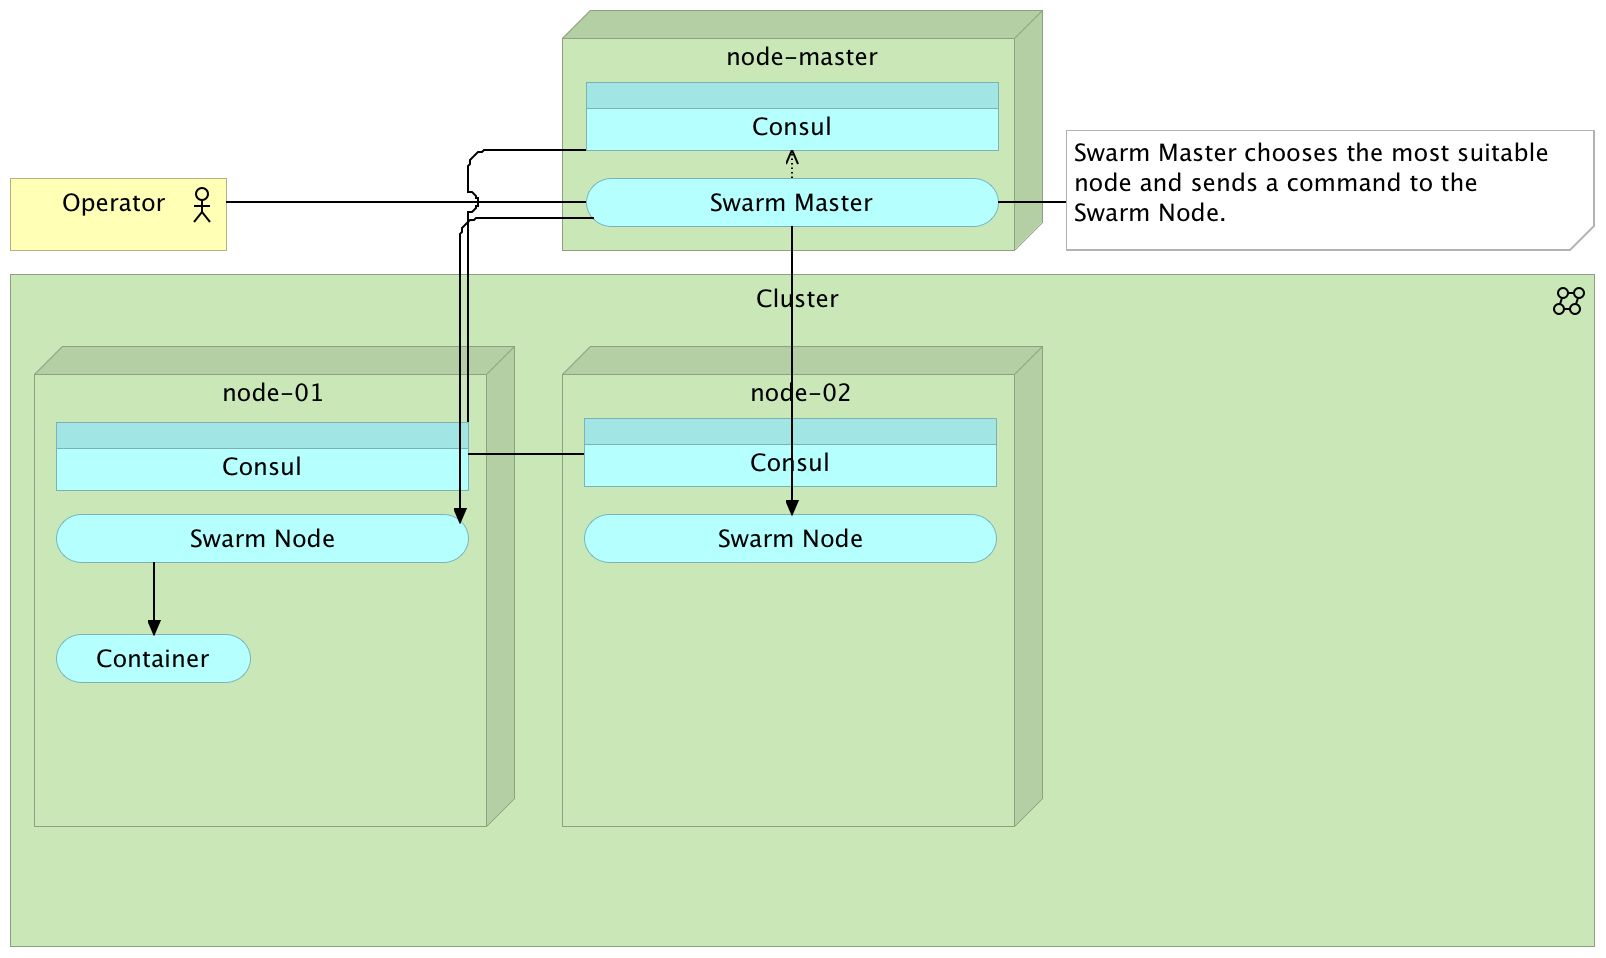 node-master
Consul
Swarm Master chooses the most suitable
node and sends a command to the
Swarm Node.
Operator
Swarm Master
Cluster
node-01
node-02
Consul
Consul
Swarm Node
Swarm Node
Container